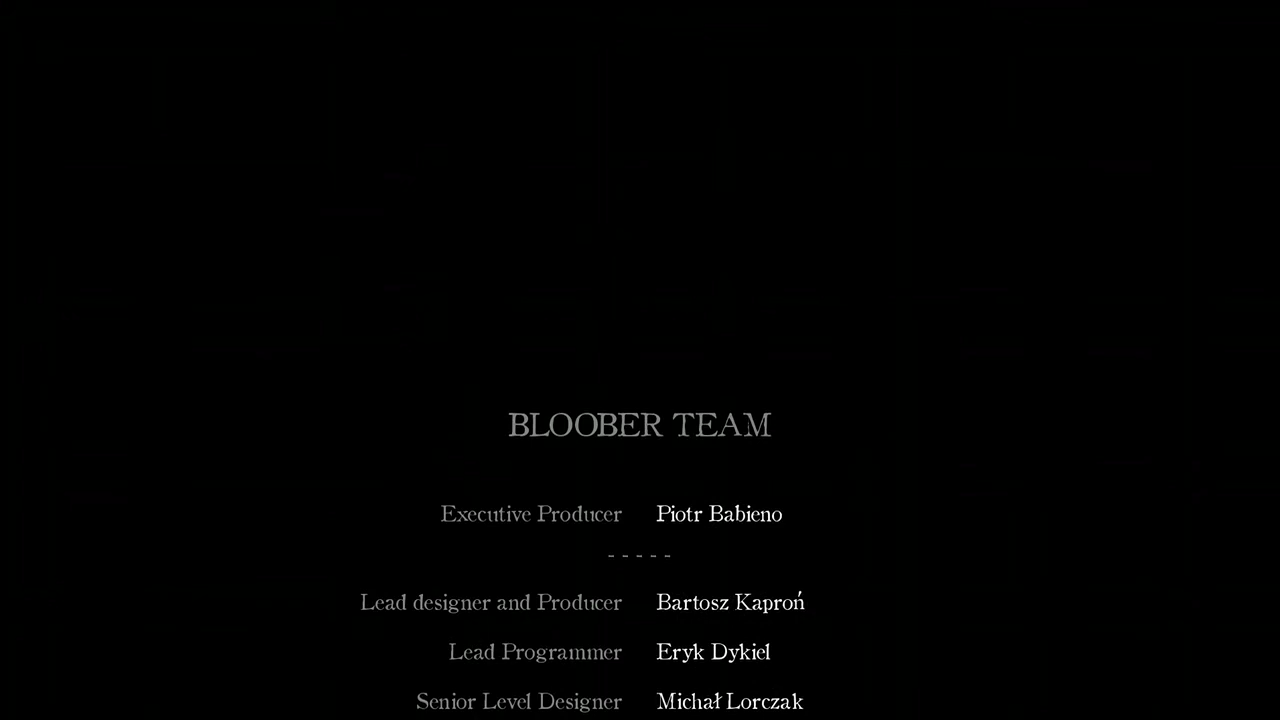 BLOOBER TEAM
Executive Producer Piotr Babieno
- - - - -
Lead designer and Producer Bartosz Kaproń
Lead Programmer Eryk Dykiel
Senior Level Designer Michał Lorczak